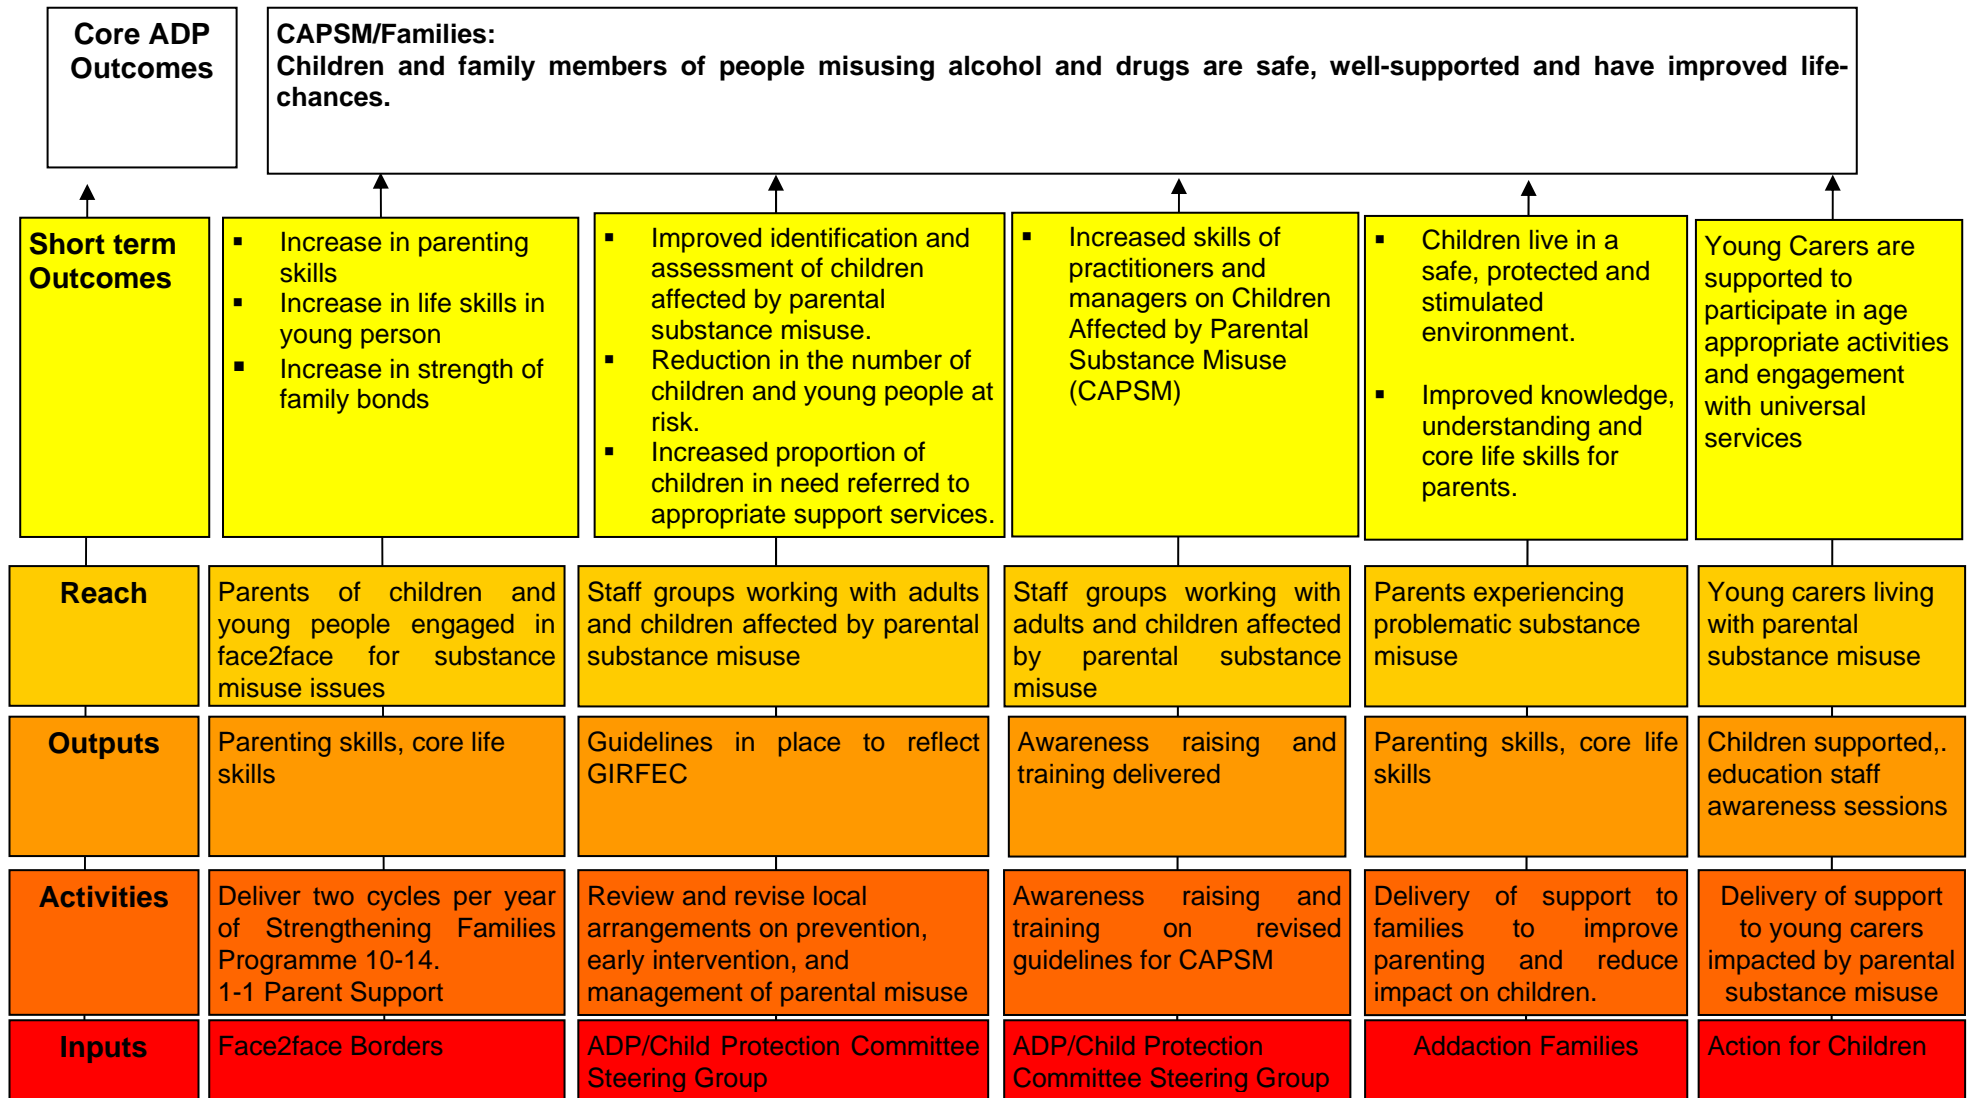 Core ADP
Outcomes
CAPSM/Families:
Children and family members of people misusing alcohol and drugs are safe, well-supported and have improved life-
chances.
Short term
Outcomes
▪ Increase in parenting
skills
▪ Increase in life skills in
young person
▪ Increase in strength of
family bonds
▪ Improved identification and
assessment of children
affected by parental
substance misuse.
▪ Reduction in the number of
children and young people at
risk.
▪ Increased proportion of
children in need referred to
appropriate support services.
▪ Increased skills of
practitioners and
managers on Children
Affected by Parental
Substance Misuse
(CAPSM)
▪ Children live in a
safe, protected and
stimulated
environment.
▪ Improved knowledge,
understanding and
core life skills for
parents.
Young Carers are
supported to
participate in age
appropriate activities
and engagement
with universal
services
Reach
Parents of children and
young people engaged in
face2face for substance
misuse issues
Staff groups working with adults
and children affected by parental
substance misuse
Staff groups working with
adults and children affected
by parental substance
misuse
Parents experiencing
problematic substance
misuse
Young carers living
with parental
substance misuse
Outputs
Parenting skills, core life
skills
Guidelines in place to reflect
GIRFEC
Awareness raising and
training delivered
Parenting skills, core life
skills
Children supported,.
education staff
awareness sessions
Activities
Deliver two cycles per year
of Strengthening Families
Programme 10-14.
1-1 Parent Support
Review and revise local
arrangements on prevention,
early intervention, and
management of parental misuse
Awareness raising and
training on revised
guidelines for CAPSM
Delivery of support to
families to improve
parenting and reduce
impact on children.
Delivery of support
to young carers
impacted by parental
substance misuse
Inputs
Face2face Borders
ADP/Child Protection Committee
Steering Group
ADP/Child Protection
Committee Steering Group
Addaction Families
Action for Children